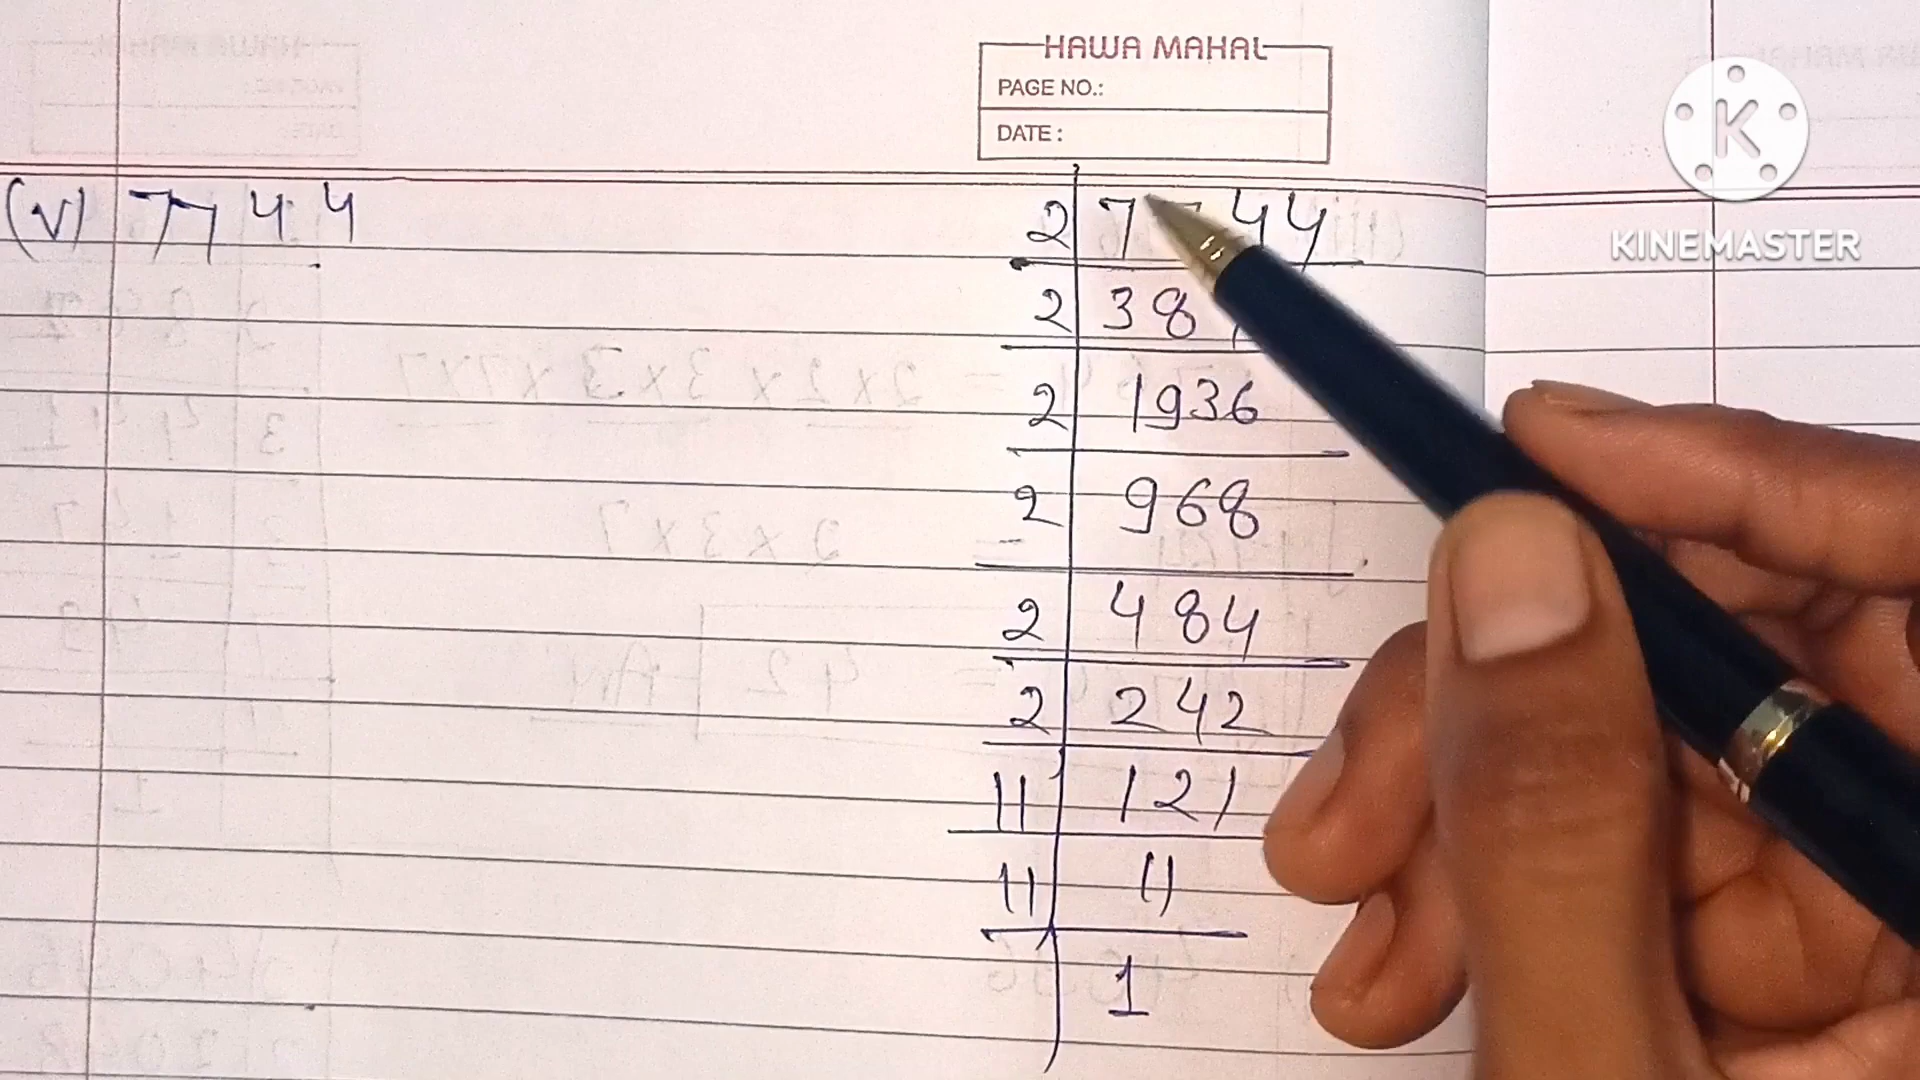 HAWA MAHAL
PAGE NO.:
DATE :
KINEMASTER
(v) 7744
2 7744
2 38
2 1936
2 968
2 484
2 242
11 121
11 11
1